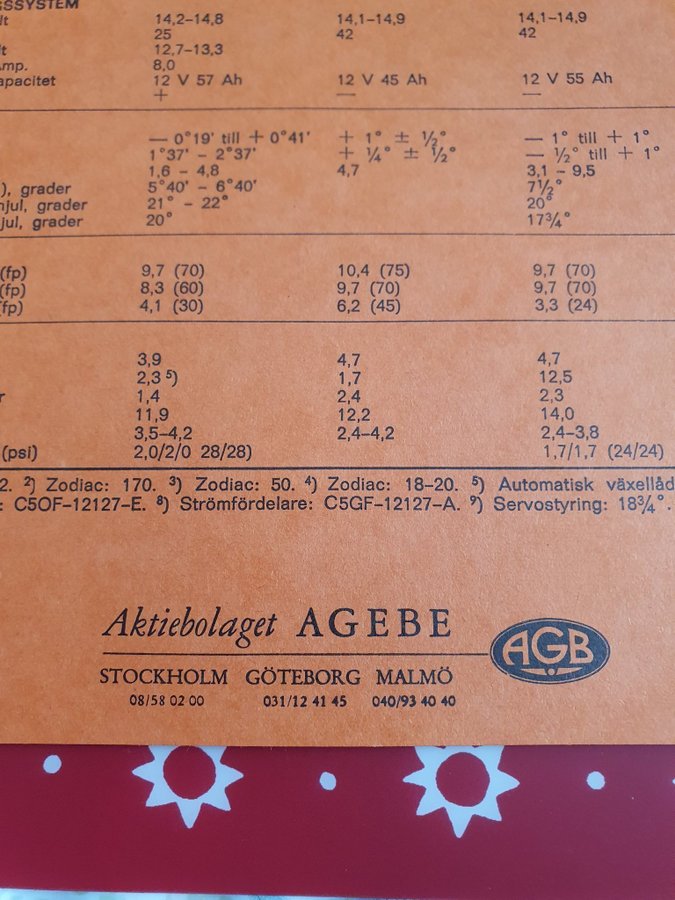 GSSYSTEM
lt 14,2–14,8 14,1–14,9 14,1–14,9
25 42 42
lt 12,7–13,3
mp. 8,0
apacitet 12 V 57 Ah 12 V 45 Ah 12 V 55 Ah
+ — —
— 0°19' till + 0°41' + 1° ± ½° — 1° till + 1°
1°37' – 2°37' + ¼° ± ½° — ½° till + 1°
1,6 – 4,8 4,7 3,1 – 9,5
), grader 5°40' – 6°40' 7½°
hjul, grader 21° – 22° 20°
jul, grader 20° 17¾°
(fp) 9,7 (70) 10,4 (75) 9,7 (70)
(fp) 8,3 (60) 9,7 (70) 9,7 (70)
(fp) 4,1 (30) 6,2 (45) 3,3 (24)
3,9 4,7 4,7
2,3 ⁵) 1,7 12,5
r 1,4 2,4 2,3
11,9 12,2 14,0
3,5–4,2 2,4–4,2 2,4–3,8
(psi) 2,0/2/0 28/28) 1,7/1,7 (24/24)
2. ²) Zodiac: 170. ³) Zodiac: 50. ⁴) Zodiac: 18–20. ⁵) Automatisk växellåd
: C5OF–12127–E. ⁸) Strömfördelare: C5GF–12127–A. ⁹) Servostyring: 18¾°.
Aktiebolaget AGEBE
AGB
STOCKHOLM GÖTEBORG MALMÖ
08/58 02 00 031/12 41 45 040/93 40 40